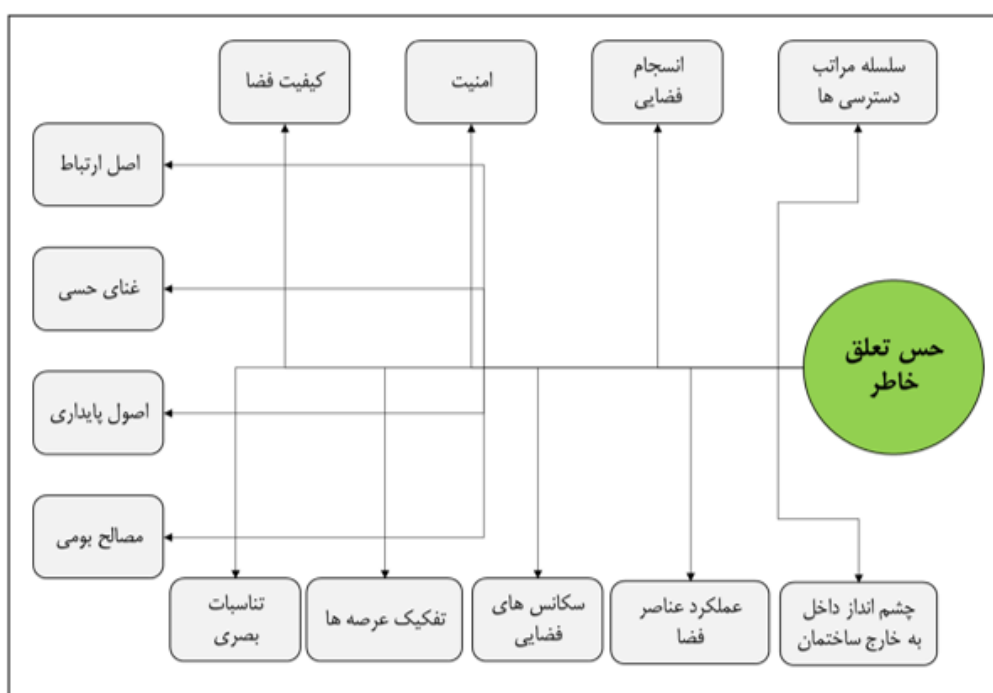 سلسله مراتب
دسترسی ها
انسجام
فضایی
امنیت
کیفیت فضا
اصل ارتباط
غنای حسی
اصول پایداری
مصالح بومی
حس تعلق
خاطر
چشم انداز داخل
به خارج ساختمان
عملکرد عناصر
فضا
سکانس های
فضایی
تفکیک عرصه ها
تناسبات
بصری